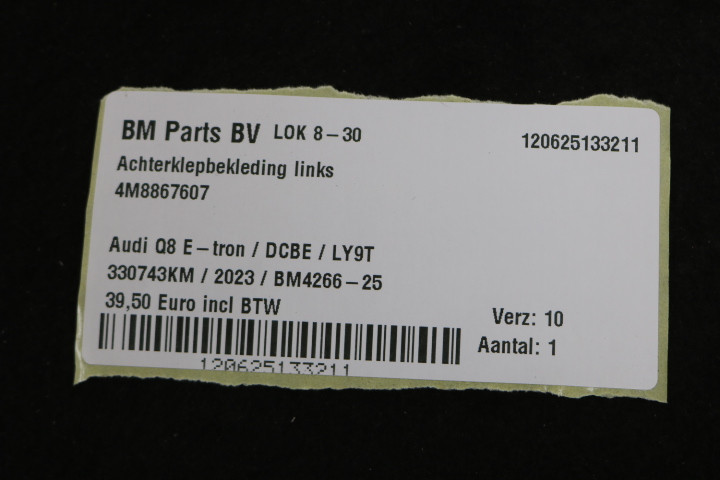 BM Parts BV LOK 8-30
120625133211
Achterklepbekleding links
4M8867607
Audi Q8 E-tron / DCBE / LY9T
330743KM / 2023 / BM4266-25
39,50 Euro incl BTW
Verz: 10
Aantal: 1
120625133211